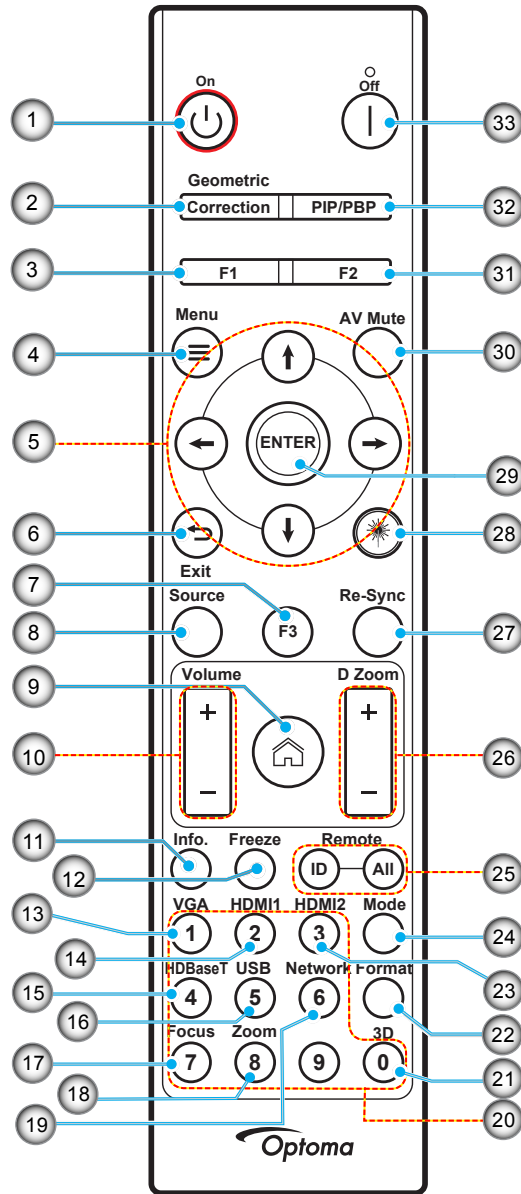 On
Off
1
33
Geometric
2
Correction
PIP/PBP
32
3
F1
F2
31
Menu
AV Mute
4
30
5
ENTER
29
6
28
Exit
7
Source
Re-Sync
8
F3
27
9
Volume
D Zoom
+
+
10
26
−
−
11
Info.
Freeze
Remote
12
ID
All
25
13
VGA
HDMI1
HDMI2
Mode
1
2
3
24
14
23
15
HDBaseT
USB
Network
Format
4
5
6
16
22
17
Focus
Zoom
3D
7
8
9
0
18
21
19
20
Optoma